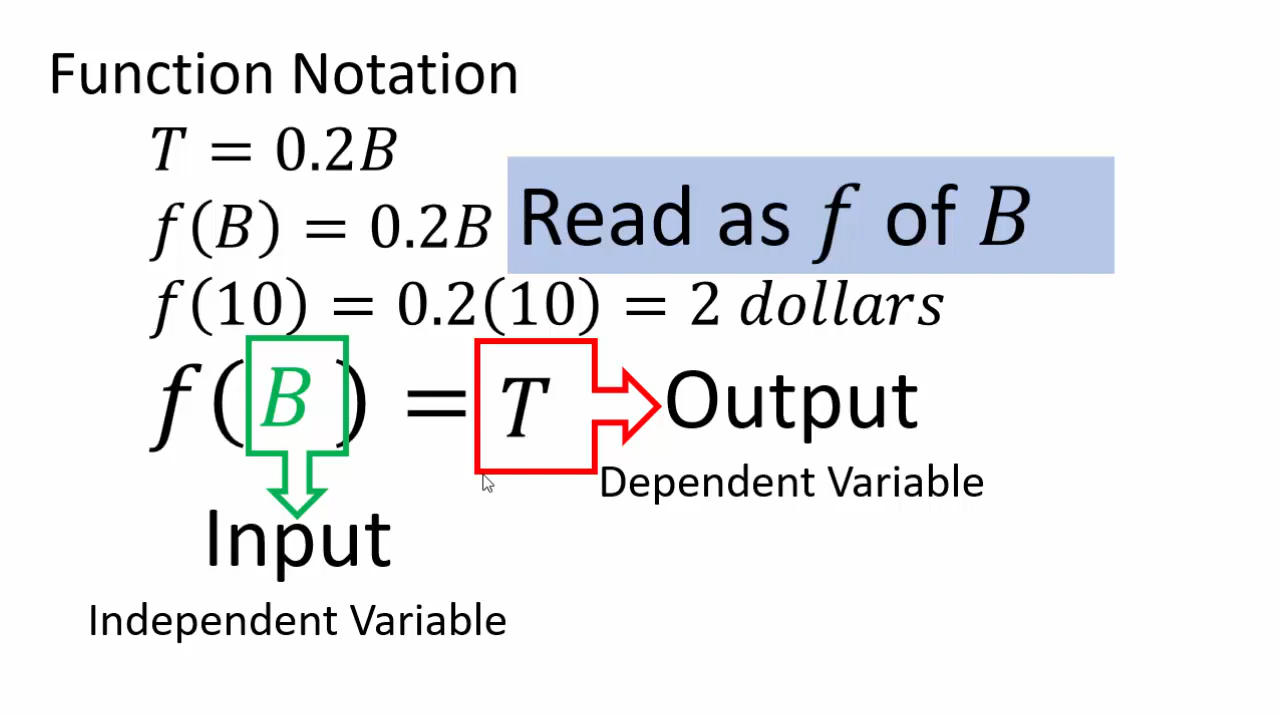 Function Notation
T = 0.2B
f(B) = 0.2B
Read as f of B
f(10) = 0.2(10) = 2 dollars
f(B) = T
Output
Dependent Variable
Input
Independent Variable